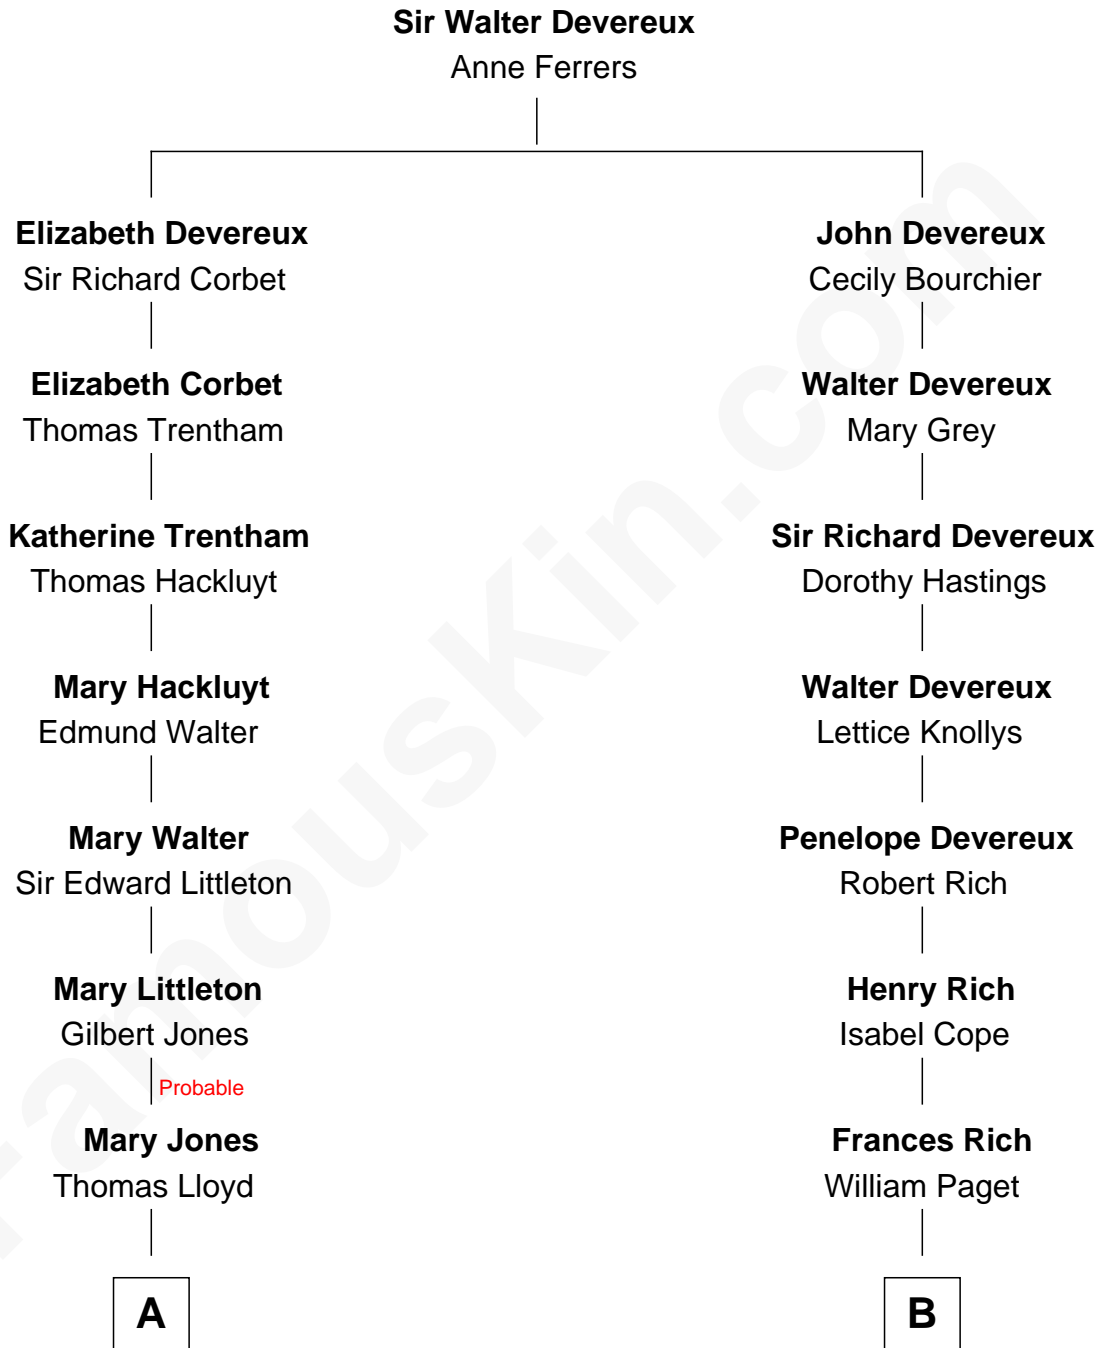 Sir Walter Devereux
Anne Ferrers
Elizabeth Devereux
Sir Richard Corbet
John Devereux
Cecily Bourchier
Elizabeth Corbet
Thomas Trentham
Walter Devereux
Mary Grey
Katherine Trentham
Thomas Hackluyt
Sir Richard Devereux
Dorothy Hastings
Mary Hackluyt
Edmund Walter
Walter Devereux
Lettice Knollys
Mary Walter
Sir Edward Littleton
Penelope Devereux
Robert Rich
Mary Littleton
Gilbert Jones
Henry Rich
Isabel Cope
Probable
Mary Jones
Thomas Lloyd
Frances Rich
William Paget
A
B
FamousKin.com